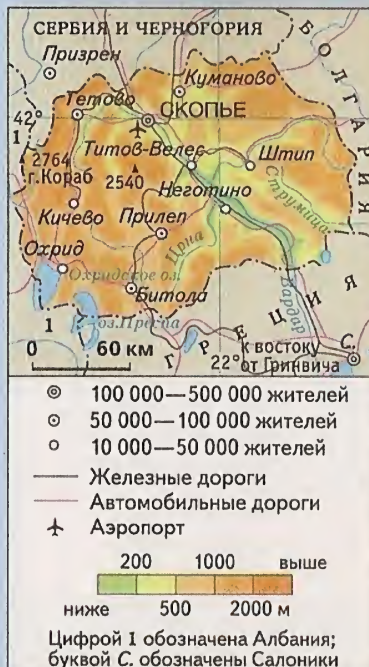 СЕРБИЯ И ЧЕРНОГОРИЯ
БОЛГАРИЯ
Призрен
Куманово
Тетово
СКОПЬЕ
42°
1
Титов-Велес
Штип
2764
г.Кораб
2540
Неготино
Струмица
Кичево
Прилеп
Црна
Охрид
Охридское оз.
Битола
Вардар
1
оз.Преспа
ГРЕЦИЯ
С.
0 60 км
22°
к востоку
от Гринвича
100 000—500 000 жителей
50 000—100 000 жителей
10 000—50 000 жителей
Железные дороги
Автомобильные дороги
Аэропорт
200 1000 выше
ниже 500 2000 м
Цифрой 1 обозначена Албания;
буквой С. обозначены Салоники